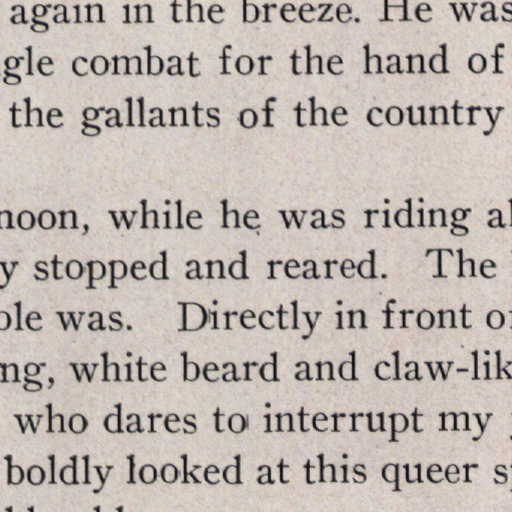 again in the breeze. He was
gle combat for the hand of
the gallants of the country
noon, while he was riding al
y stopped and reared. The
ole was. Directly in front of
ng, white beard and claw-lik
who dares to interrupt my
boldly looked at this queer s